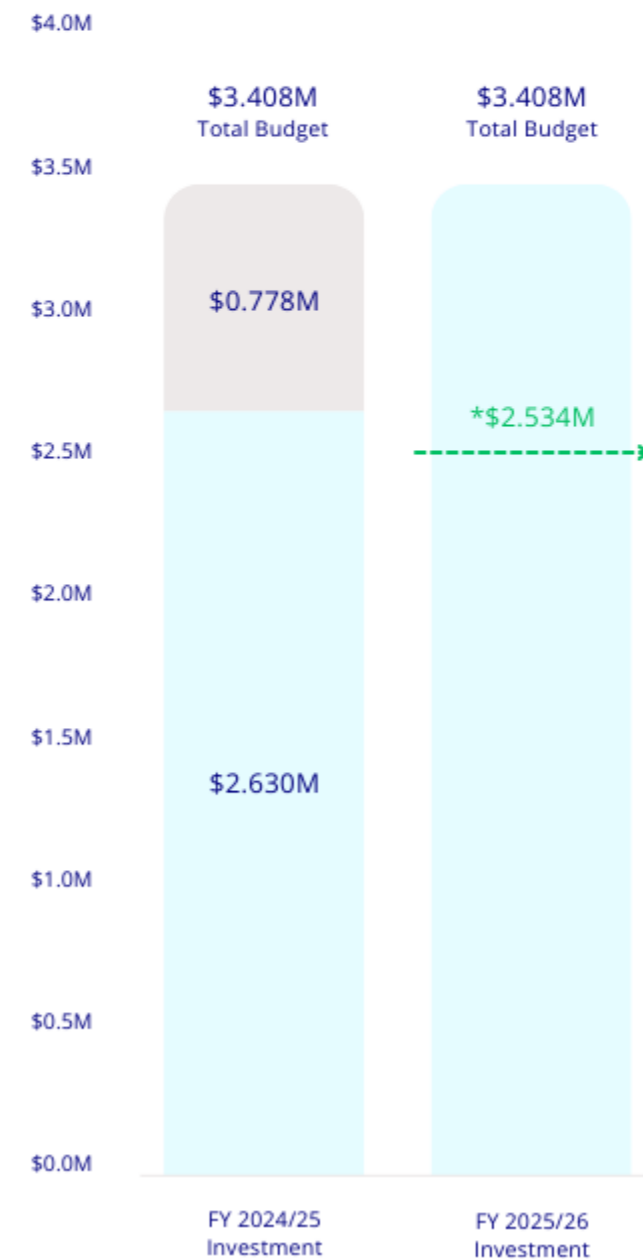 $4.0M
$3.408M
Total Budget
$3.408M
Total Budget
$3.5M
$0.778M
$3.0M
*$2.534M
$2.5M
$2.0M
$1.5M
$2.630M
$1.0M
$0.5M
$0.0M
FY 2024/25
Investment
FY 2025/26
Investment